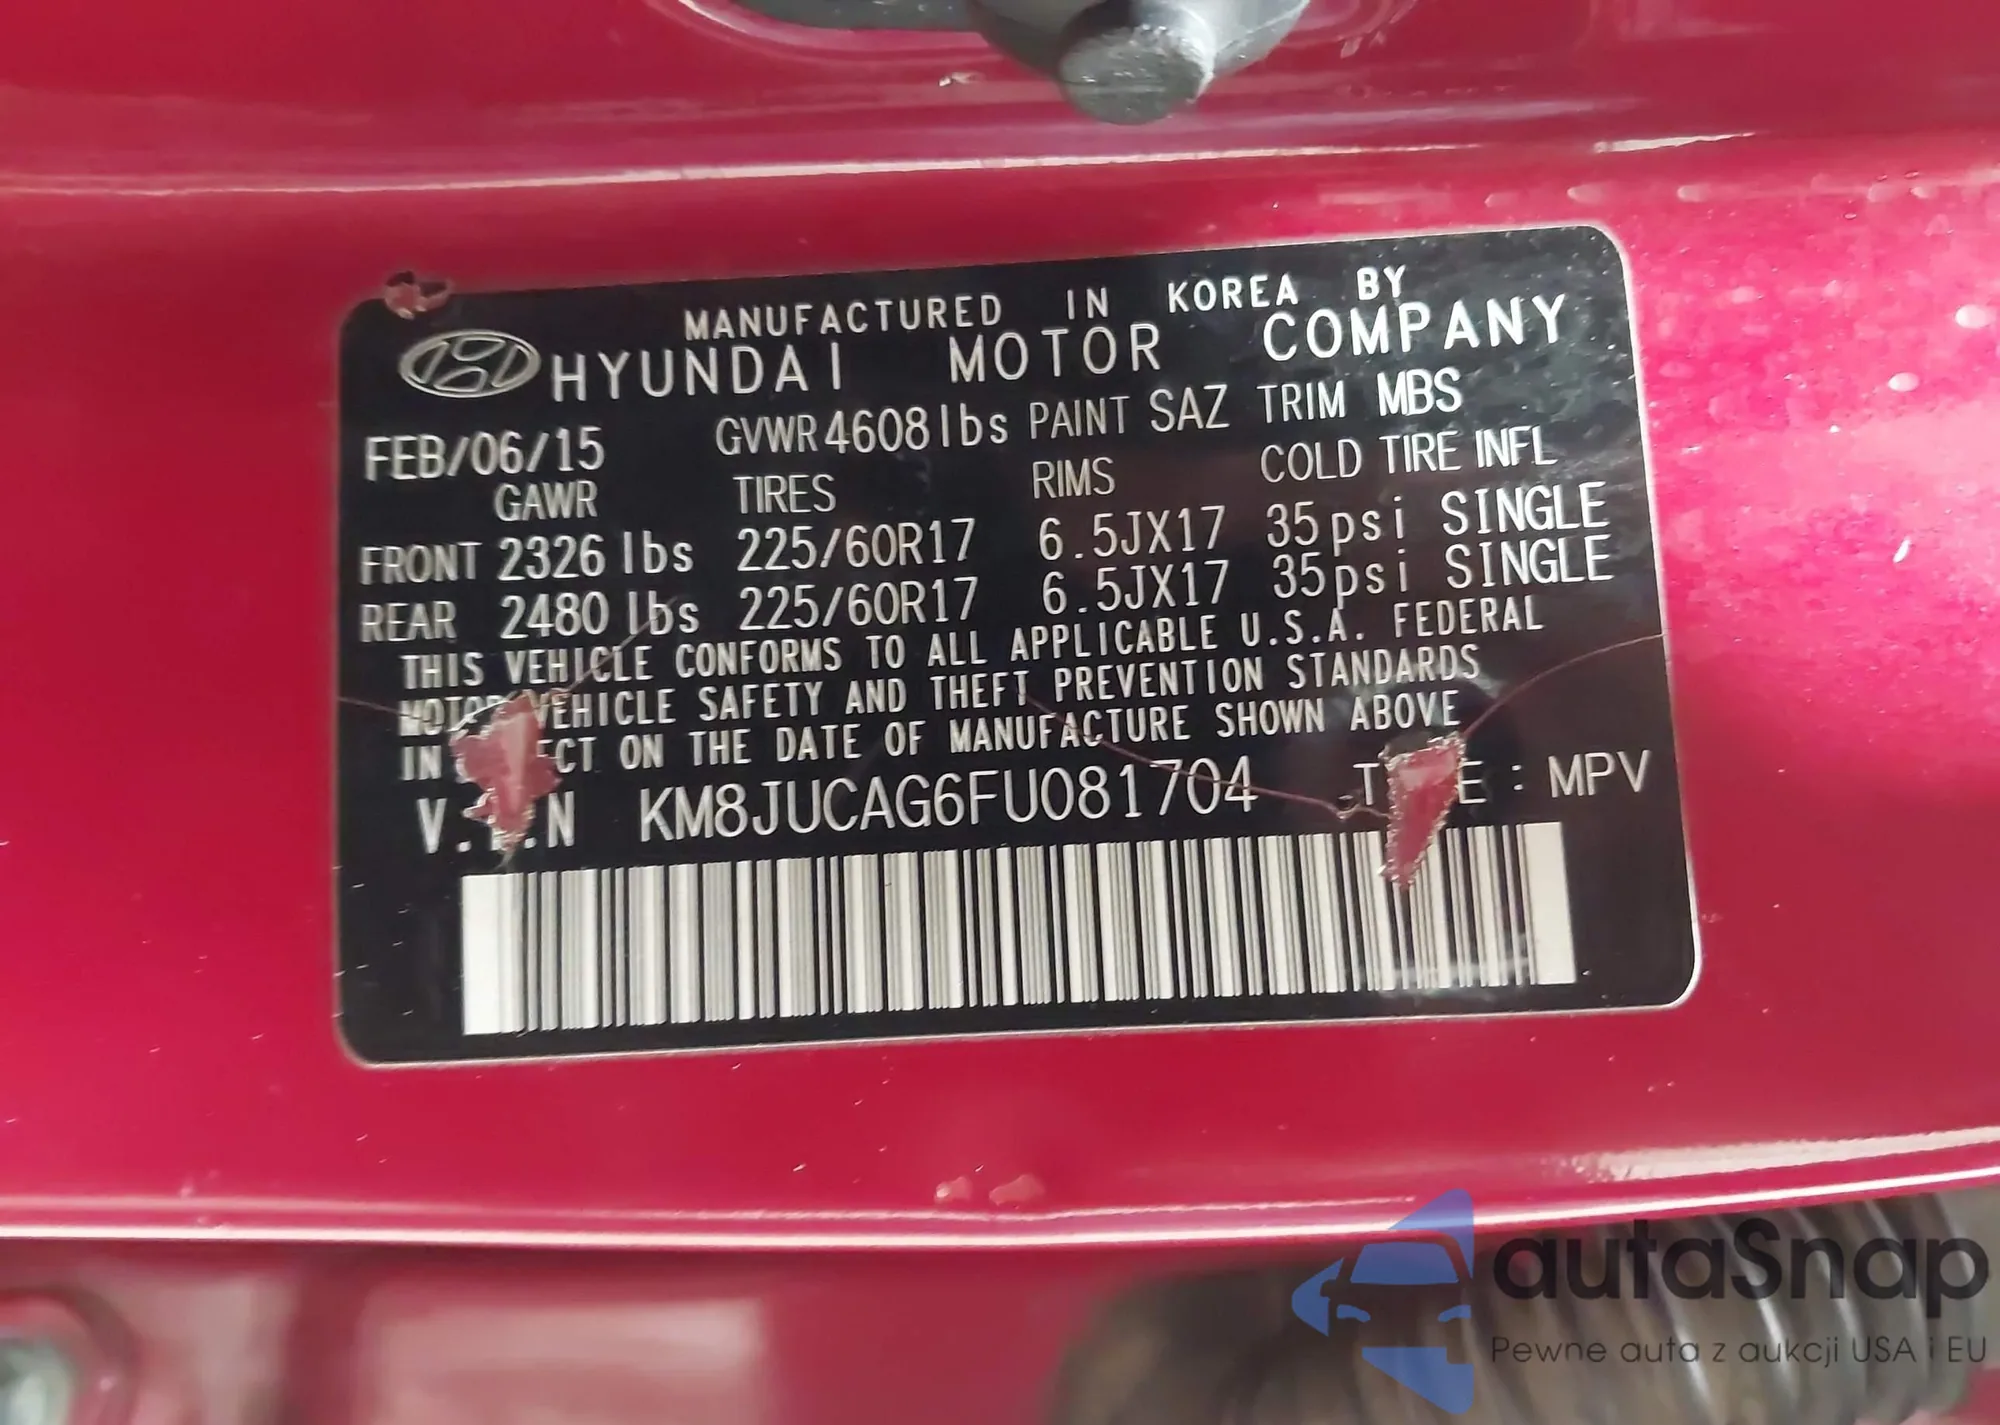 MANUFACTURED IN KOREA BY
HYUNDAI MOTOR COMPANY
FEB/06/15 GVWR 4608 lbs PAINT SAZ TRIM MBS
GAWR TIRES RIMS COLD TIRE INFL
FRONT 2326 lbs 225/60R17 6.5JX17 35psi SINGLE
REAR 2480 lbs 225/60R17 6.5JX17 35psi SINGLE
THIS VEHICLE CONFORMS TO ALL APPLICABLE U.S.A. FEDERAL
MOTOR VEHICLE SAFETY AND THEFT PREVENTION STANDARDS
IN ON THE DATE OF MANUFACTURE SHOWN ABOVE
KM8JUCAG6FU081704 : MPV
autaSnap
Pewne auta z aukcji USA i EU